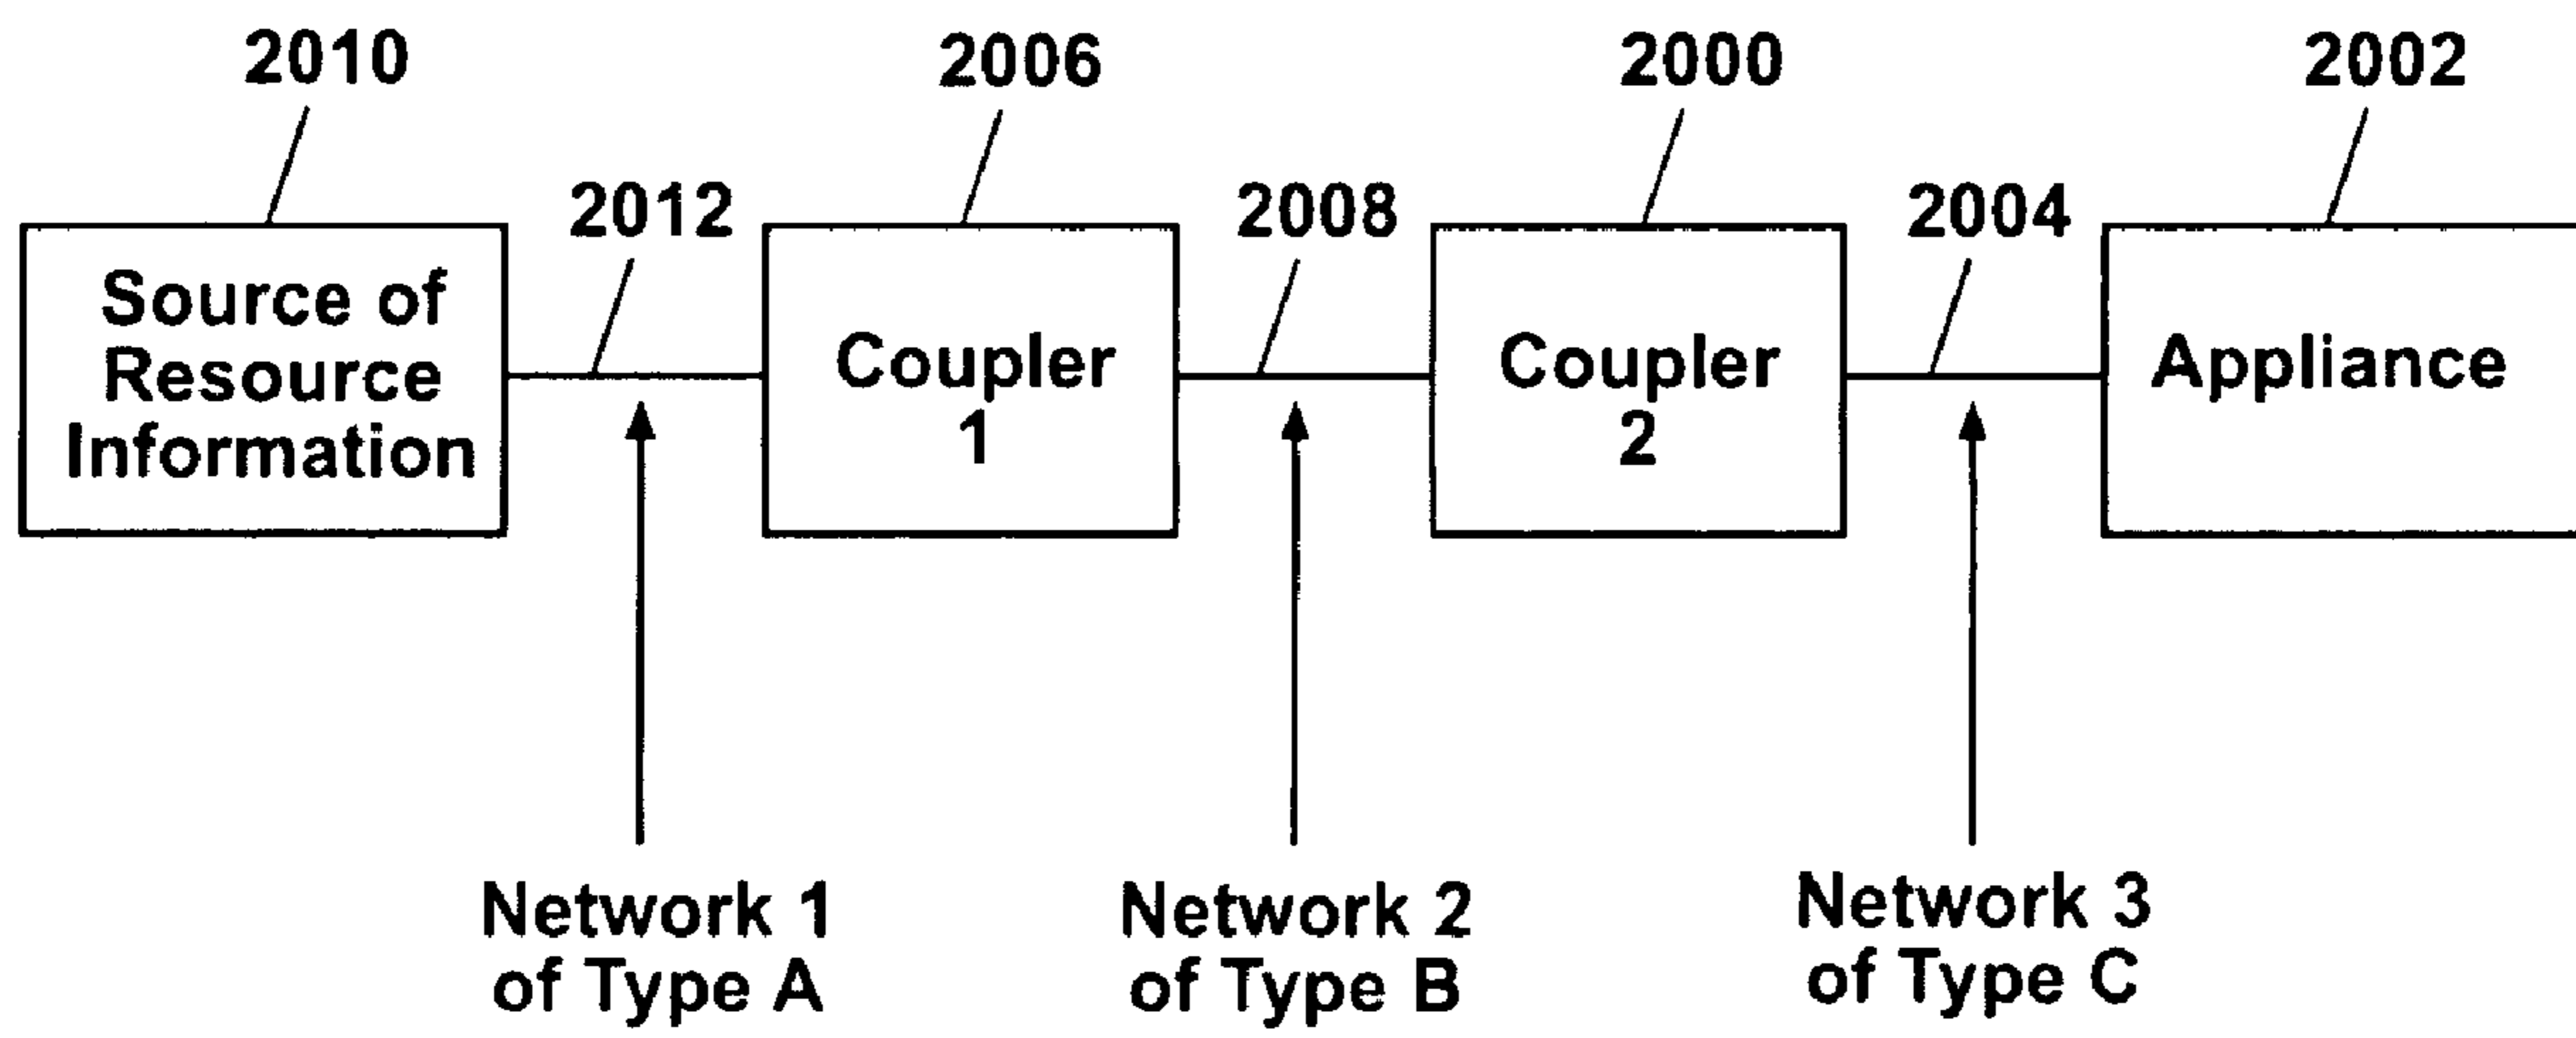 2010
2006
2000
2002
2012
2008
2004
Source of
Resource
Information
Coupler
1
Coupler
2
Appliance
Network 1
of Type A
Network 2
of Type B
Network 3
of Type C